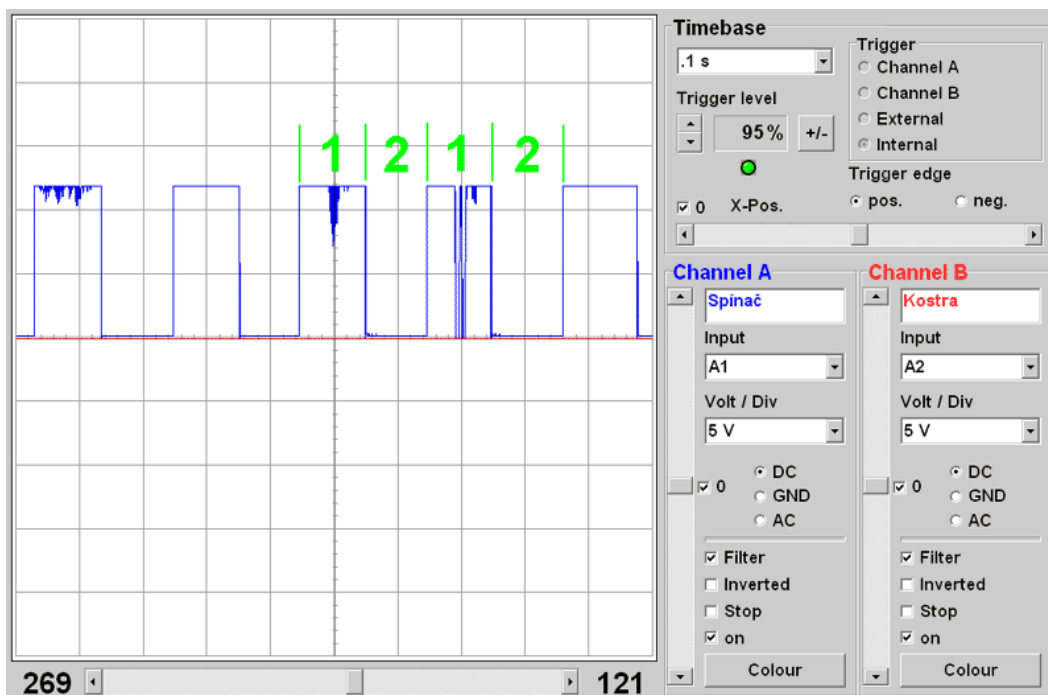 1 2 1 2
269 121
Timebase
.1 s
Trigger level
95%
+/-
0 X-Pos.
Trigger
Channel A
Channel B
External
Internal
Trigger edge
pos. neg.
Channel A
Spínač
Input
A1
Volt / Div
5 V
0
DC
GND
AC
Filter
Inverted
Stop
on
Colour
Channel B
Kostra
Input
A2
Volt / Div
5 V
0
DC
GND
AC
Filter
Inverted
Stop
on
Colour